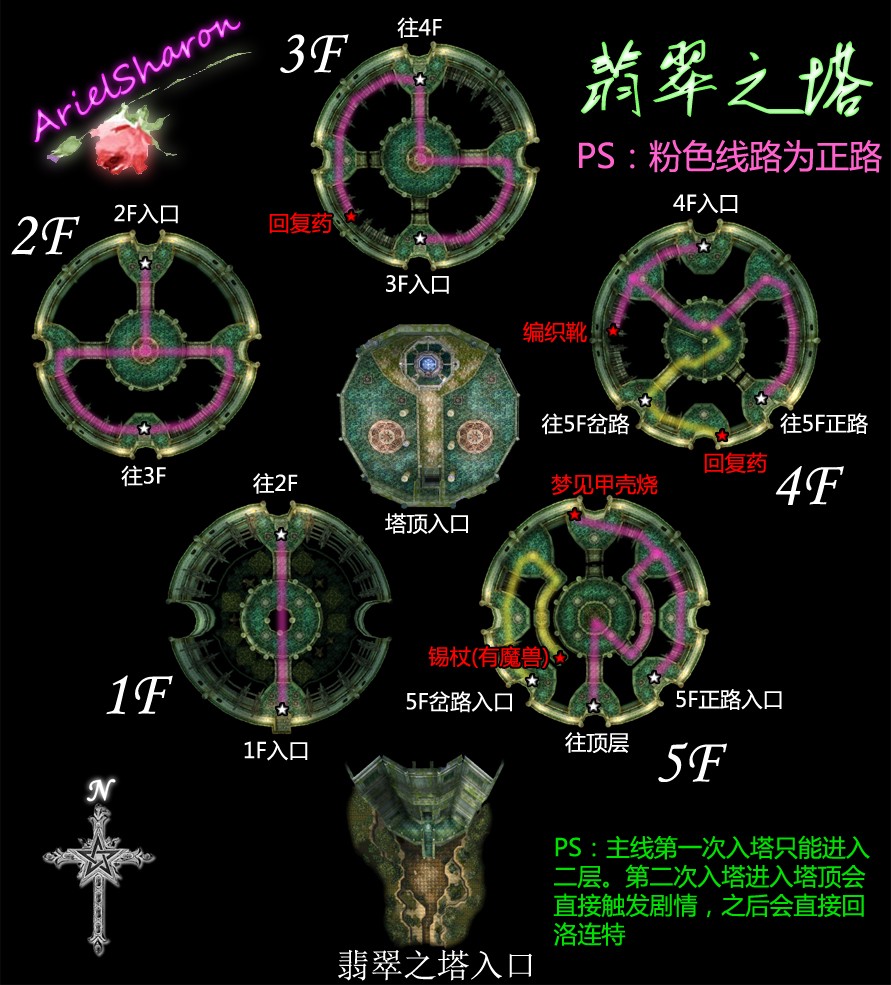 ArielSharon
3F
往4F
翡翠之塔
PS：粉色线路为正路
2F
2F入口
回复药
3F入口
4F入口
编织靴
往5F岔路
往5F正路
回复药
4F
往3F
往2F
塔顶入口
梦见甲壳烧
锡杖(有魔兽)
5F岔路入口
5F正路入口
1F
1F入口
往顶层
5F
N
PS：主线第一次入塔只能进入
二层。第二次入塔进入塔顶会
直接触发剧情，之后会直接回
洛连特
翡翠之塔入口